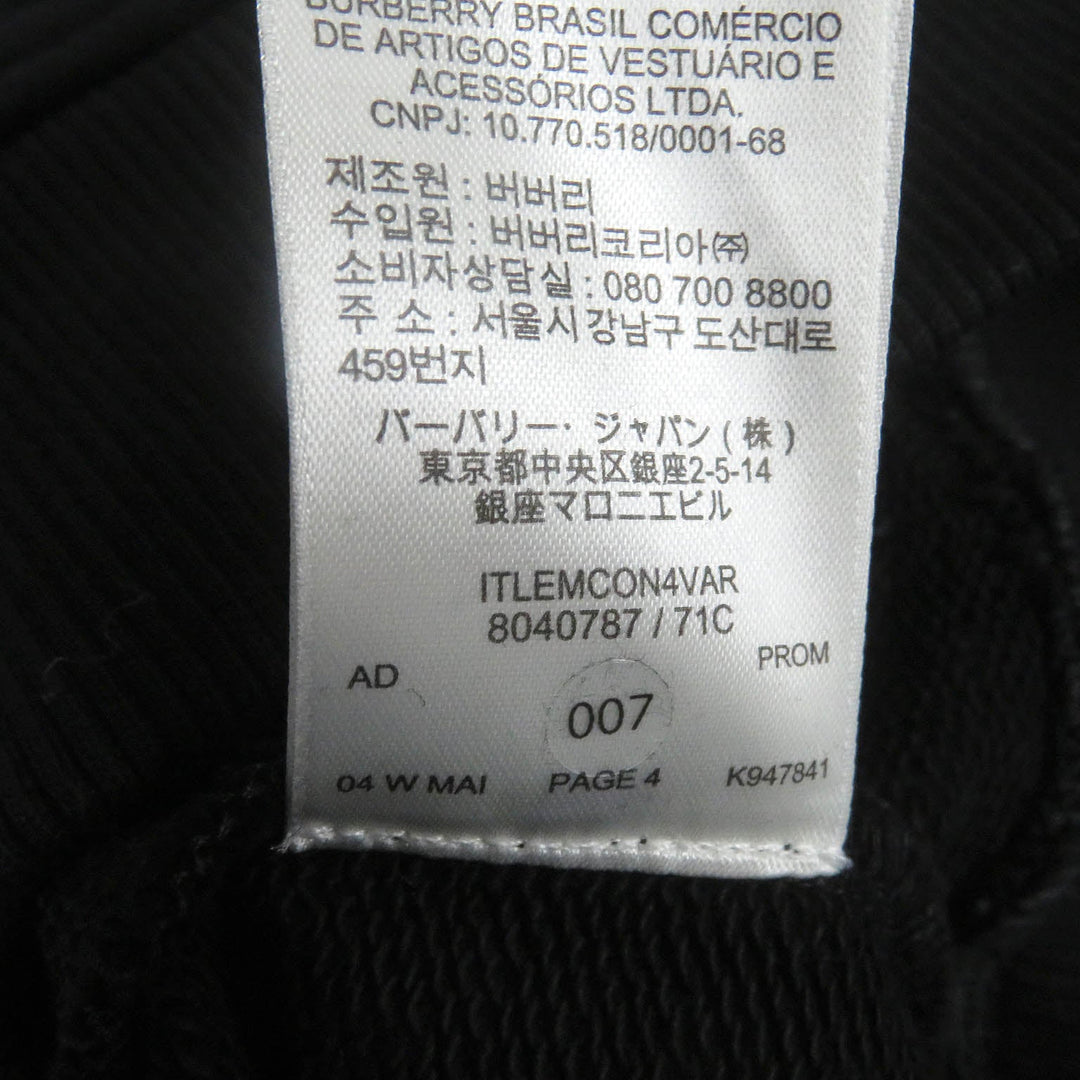 BURBERRY BRASIL COMÉRCIO
DE ARTIGOS DE VESTUÁRIO E
ACESSÓRIOS LTDA.
CNPJ: 10.770.518/0001-68
제조원 : 버버리
수입원 : 버버리코리아㈜
소비자상담실 : 080 700 8800
주 소 : 서울시강남구 도산대로
459번지
バーバリー・ジャパン ( 株 )
東京都中央区銀座2-5-14
銀座マロニエビル
ITLEMCON4VAR
8040787 / 71C
PROM
AD
007
04 W MAI PAGE 4 K947841